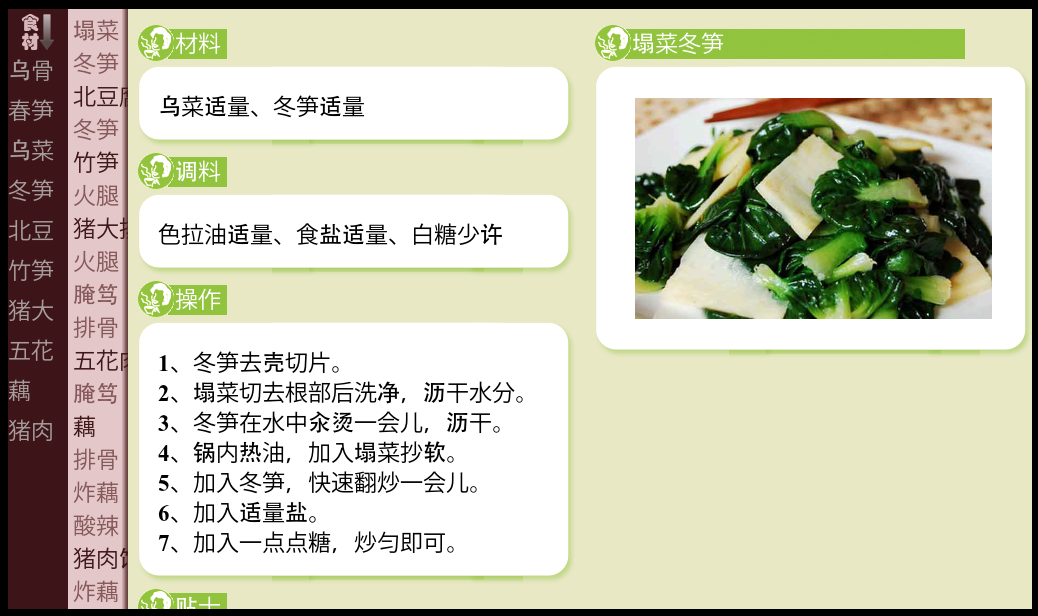 食材
乌骨
春笋
乌菜
冬笋
北豆
竹笋
猪大
五花
藕
猪肉
塌菜
冬笋
北豆
冬笋
竹笋
火腿
猪大
火腿
腌笃
排骨
五花
腌笃
藕
排骨
炸藕
酸辣
猪肉
炸藕
材料
乌菜适量、冬笋适量
调料
色拉油适量、食盐适量、白糖少许
操作
1、冬笋去壳切片。
2、塌菜切去根部后洗净，沥干水分。
3、冬笋在水中汆烫一会儿，沥干。
4、锅内热油，加入塌菜抄软。
5、加入冬笋，快速翻炒一会儿。
6、加入适量盐。
7、加入一点点糖，炒匀即可。
贴士
塌菜冬笋